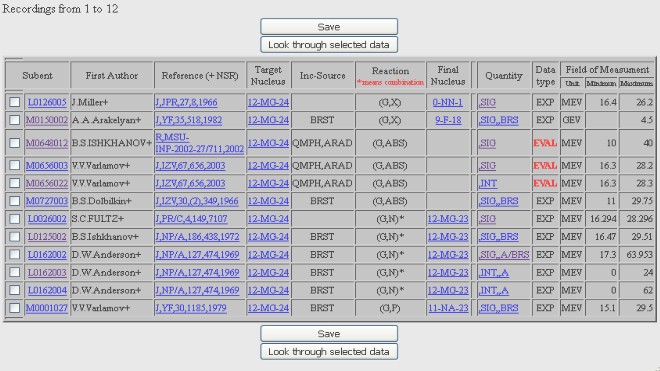 Recordings from 1 to 12
Save
Look through selected data
Subent First Author Reference (+ NSR) Target Nucleus Inc-Source Reaction *means combination Final Nucleus Quantity Data type Field of Measument
Unit Minimum Maximum
L0126005 J.Miller+ J,JPR,27,8,1966 12-MG-24 (G,X) 0-NN-1 ,SIG EXP MEV 16.4 26.2
M0150002 A.A.Arakelyan+ J,YF,35,518,1982 12-MG-24 BRST (G,X) 9-F-18 ,SIG,,BRS EXP GEV 4.5
M0648012 B.S.ISHKHANOV+ R,MSU-INP-2002-27/711,2002 12-MG-24 QMPH,ARAD (G,ABS) ,SIG EVAL MEV 10 40
M0656003 V.V.Varlamov+ J,IZV,67,656,2003 12-MG-24 QMPH,ARAD (G,ABS) ,SIG EVAL MEV 16.3 28.2
M0656022 V.V.Varlamov+ J,IZV,67,656,2003 12-MG-24 QMPH,ARAD (G,ABS) ,INT EVAL MEV 16.3 28.3
M0727003 B.S.Dolbilkin+ J,IZV,30,(2),349,1966 12-MG-24 BRST (G,ABS) ,SIG,,BRS EXP MEV 11 29.75
L0026002 S.C.FULTZ+ J,PR/C,4,149,7107 12-MG-24 (G,N)* 12-MG-23 ,SIG EXP MEV 16.294 28.296
L0125002 B.S.Ishkhanov+ J,NP/A,186,438,1972 12-MG-24 BRST (G,N)* 12-MG-23 ,SIG,,BRS EXP MEV 16.47 29.51
L0162002 D.W.Anderson+ J,NP/A,127,474,1969 12-MG-24 BRST (G,N)* 12-MG-23 ,SIG,,A/BRS EXP MEV 17.3 63.953
L0162003 D.W.Anderson+ J,NP/A,127,474,1969 12-MG-24 BRST (G,N)* 12-MG-23 ,INT,,A EXP MEV 0 24
L0162004 D.W.Anderson+ J,NP/A,127,474,1969 12-MG-24 BRST (G,N)* 12-MG-23 ,INT,,A EXP MEV 0 62
M0001027 V.V.Varlamov+ J,YF,30,1185,1979 12-MG-24 BRST (G,P) 11-NA-23 ,SIG,,BRS EXP MEV 15.1 29.5
Save
Look through selected data